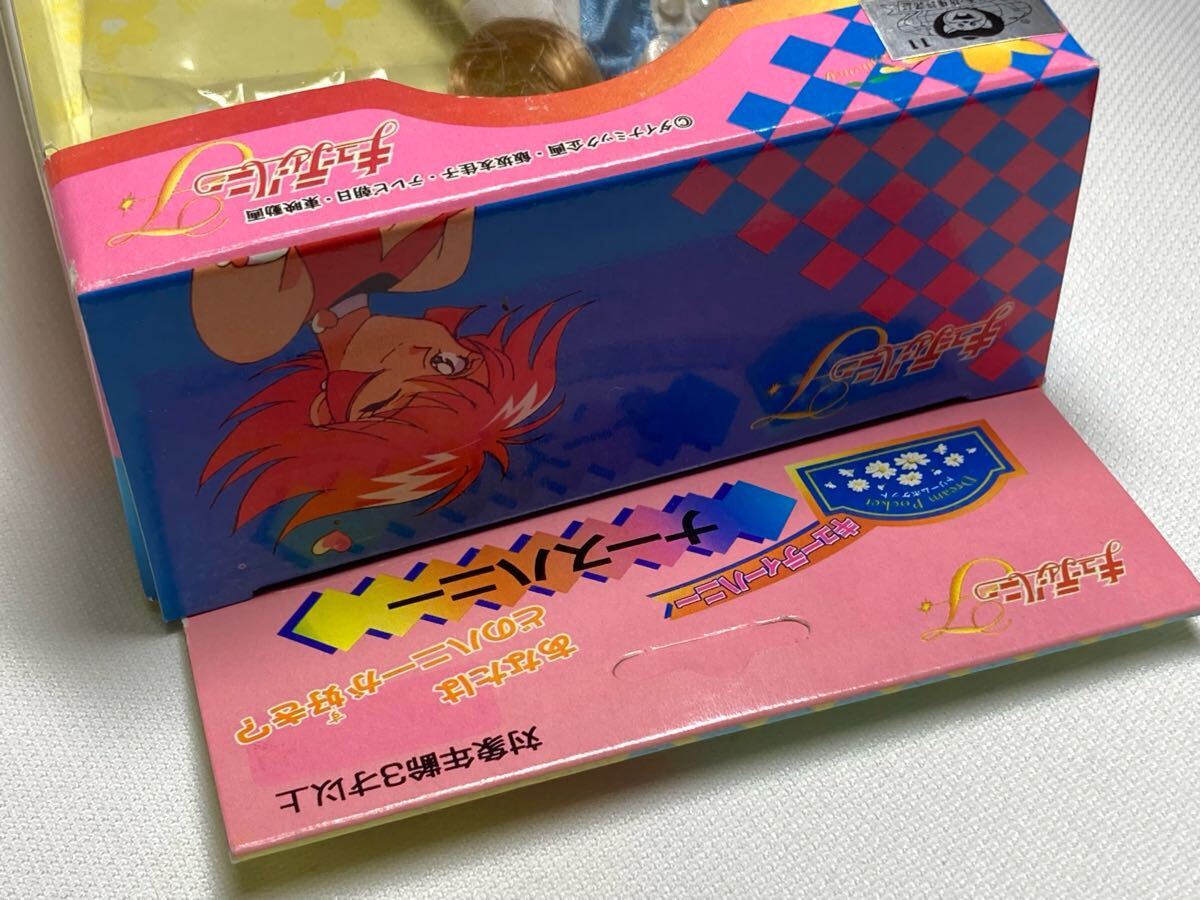 キューティーハニー
F
©ダイナミック企画・飯坂友佳子・テレビ朝日・東映動画
キューティーハニー
F
キューティーハニー
F
Dream Pocket
ドリームポケット
キューティーハニー
ナースハニー
あなたは
どのハニーが好き?
す
対象年齢3才以上